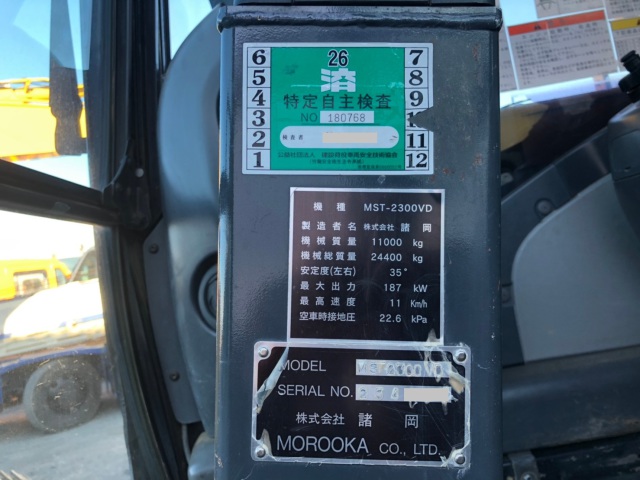 26
6
5
4
3
2
1
7
8
9
11
12
済
特定自主検査
NO 180768
検査者
機 種 MST-2300VD
製造者名 株式会社 諸岡
機械質量 11000 kg
機械総質量 24400 kg
安定度(左右) 35°
最大出力 187 kW
最高速度 11 Km/h
空車時接地圧 22.6 kPa
MODEL
SERIAL NO.
株式会社 諸岡
MOROOKA CO., LTD.